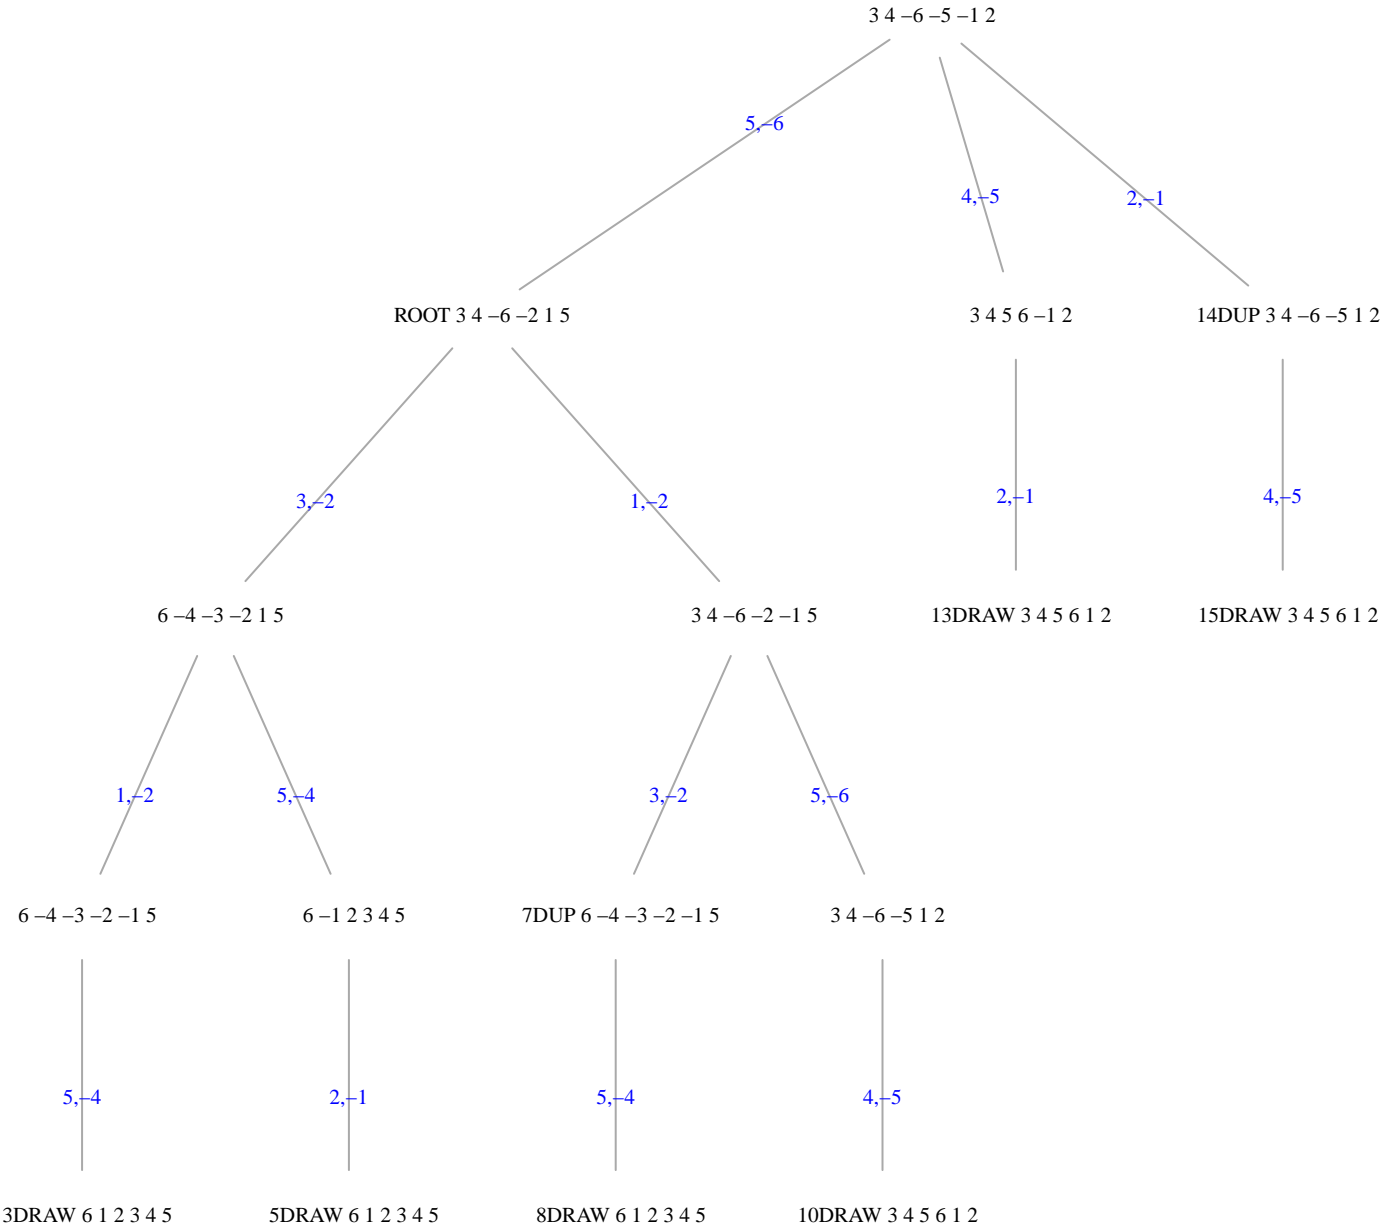 3 4 –6 –5 –1 2
5,–6
4,–5
2,–1
ROOT 3 4 –6 –2 1 5
3 4 5 6 –1 2
14DUP 3 4 –6 –5 1 2
3,–2
1,–2
2,–1
4,–5
6 –4 –3 –2 1 5
3 4 –6 –2 –1 5
13DRAW 3 4 5 6 1 2
15DRAW 3 4 5 6 1 2
1,–2
5,–4
3,–2
5,–6
6 –4 –3 –2 –1 5
6 –1 2 3 4 5
7DUP 6 –4 –3 –2 –1 5
3 4 –6 –5 1 2
5,–4
2,–1
5,–4
4,–5
3DRAW 6 1 2 3 4 5
5DRAW 6 1 2 3 4 5
8DRAW 6 1 2 3 4 5
10DRAW 3 4 5 6 1 2